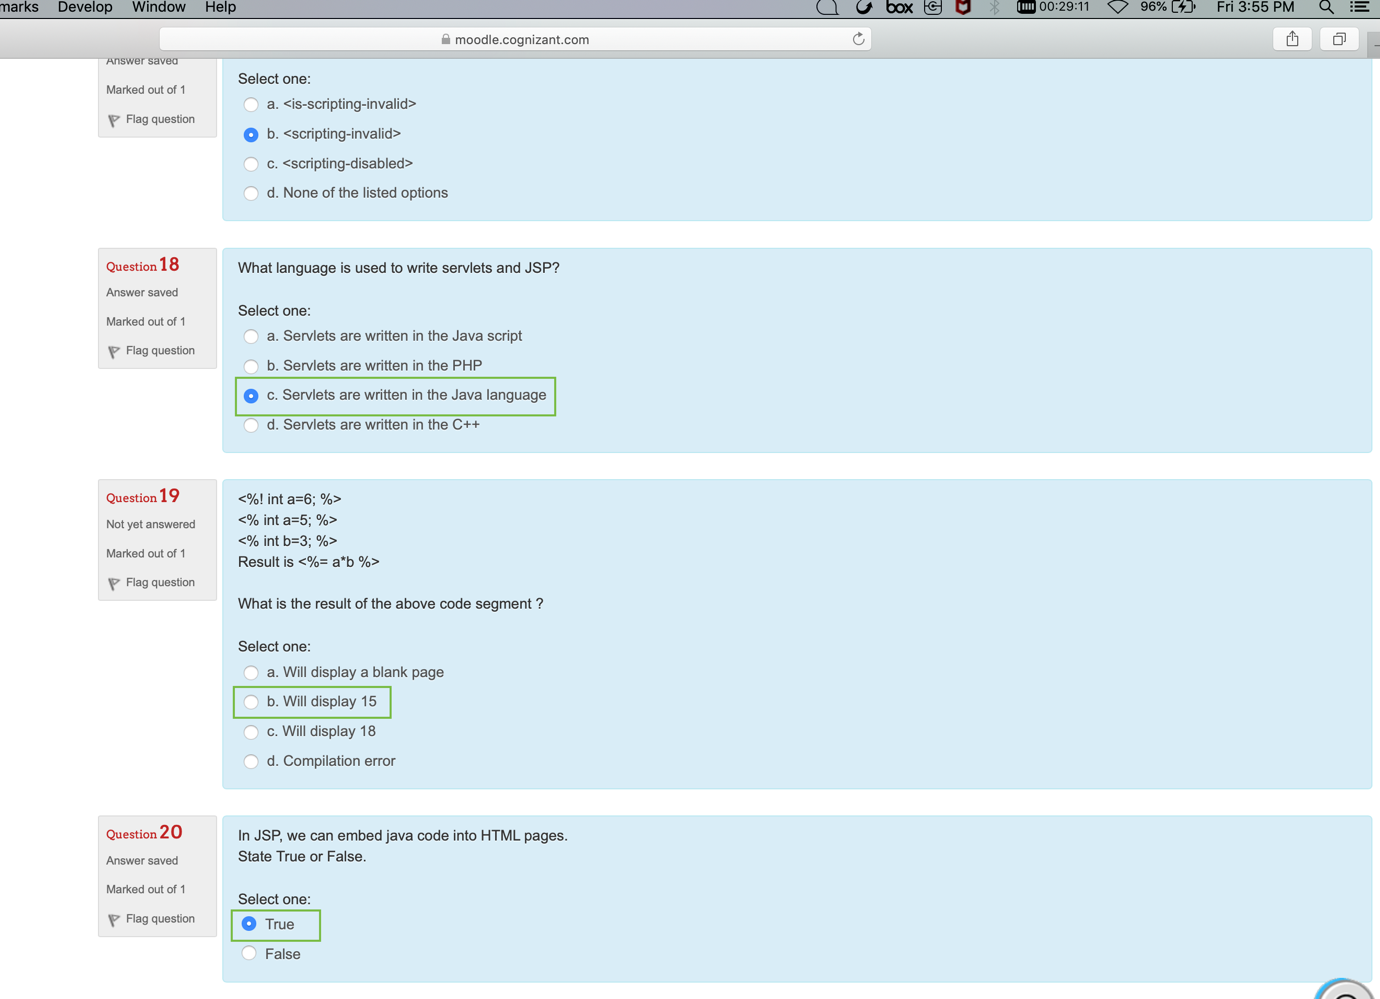 marks Develop Window Help box 00:29:11 96% Fri 3:55 PM
moodle.cognizant.com
Answer saved
Marked out of 1
Flag question
Select one:
a. <is-scripting-invalid>
b. <scripting-invalid>
c. <scripting-disabled>
d. None of the listed options
Question 18
Answer saved
Marked out of 1
Flag question
What language is used to write servlets and JSP?
Select one:
a. Servlets are written in the Java script
b. Servlets are written in the PHP
c. Servlets are written in the Java language
d. Servlets are written in the C++
Question 19
Not yet answered
Marked out of 1
Flag question
<%! int a=6; %>
<% int a=5; %>
<% int b=3; %>
Result is <%= a*b %>
What is the result of the above code segment ?
Select one:
a. Will display a blank page
b. Will display 15
c. Will display 18
d. Compilation error
Question 20
Answer saved
Marked out of 1
Flag question
In JSP, we can embed java code into HTML pages.
State True or False.
Select one:
True
False